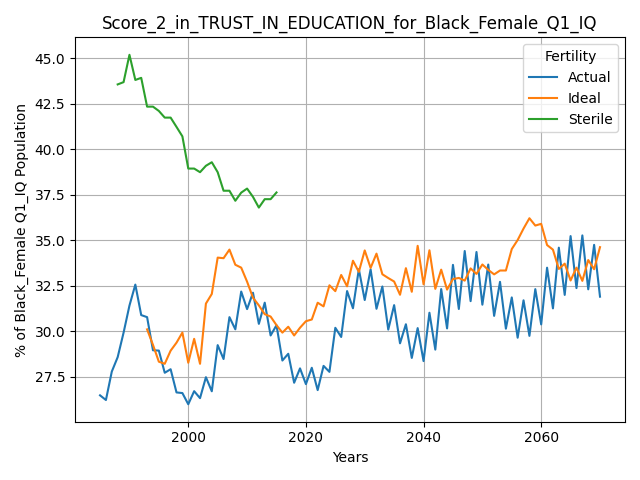 Score_2_in_TRUST_IN_EDUCATION_for_Black_Female_Q1_IQ
Fertility
Actual
Ideal
Sterile
% of Black_Female Q1_IQ Population
45.0
42.5
40.0
37.5
35.0
32.5
30.0
27.5
2000
2020
2040
2060
Years